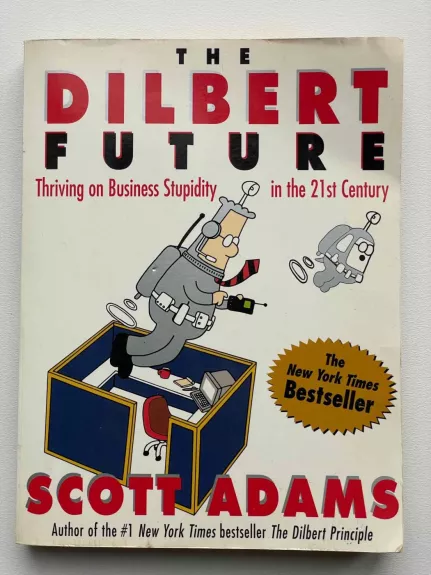 THE
DILBERT
FUTURE
Thriving on Business Stupidity in the 21st Century
The
New York Times
Bestseller
SCOTT ADAMS
Author of the #1 New York Times bestseller The Dilbert Principle